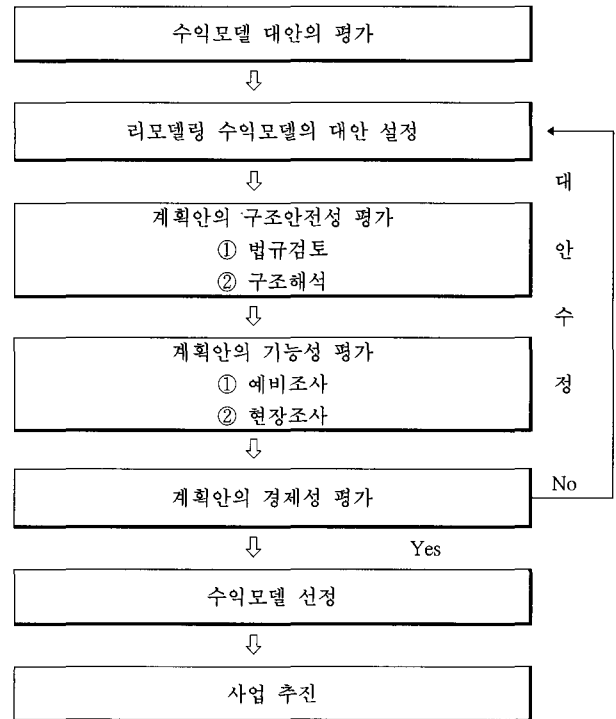 수익모델 대안의 평가
리모델링 수익모델의 대안 설정
계획안의 구조안전성 평가
① 법규검토
② 구조해석
계획안의 기능성 평가
① 예비조사
② 현장조사
계획안의 경제성 평가
수익모델 선정
사업 추진
대
안
수
정
No
Yes